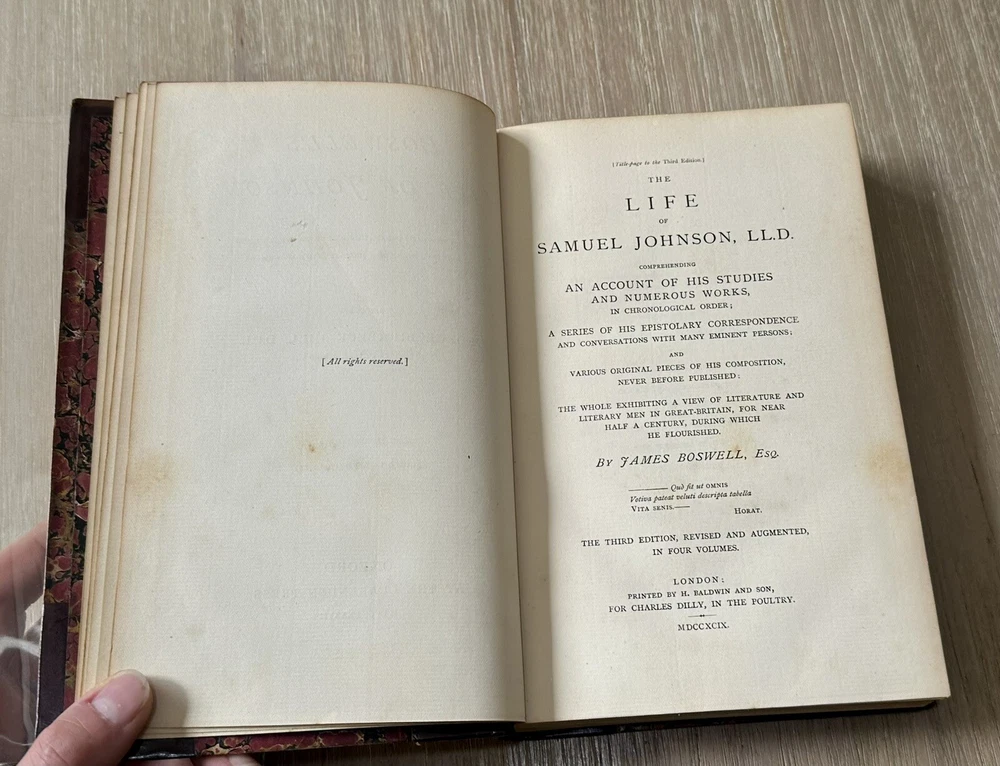 [All rights reserved.]
[Title-page to the Third Edition.]
THE
LIFE
OF
SAMUEL JOHNSON, LL.D.
COMPREHENDING
AN ACCOUNT OF HIS STUDIES
AND NUMEROUS WORKS,
IN CHRONOLOGICAL ORDER;
A SERIES OF HIS EPISTOLARY CORRESPONDENCE
AND CONVERSATIONS WITH MANY EMINENT PERSONS;
AND
VARIOUS ORIGINAL PIECES OF HIS COMPOSITION,
NEVER BEFORE PUBLISHED:
THE WHOLE EXHIBITING A VIEW OF LITERATURE AND
LITERARY MEN IN GREAT-BRITAIN, FOR NEAR
HALF A CENTURY, DURING WHICH
HE FLOURISHED.
By JAMES BOSWELL, Esq.
——— Quò fit ut OMNIS
Votiva pateat veluti descripta tabella
VITA SENIS.—— HORAT.
THE THIRD EDITION, REVISED AND AUGMENTED,
IN FOUR VOLUMES.
LONDON:
PRINTED BY H. BALDWIN AND SON,
FOR CHARLES DILLY, IN THE POULTRY.
MDCCXCIX.